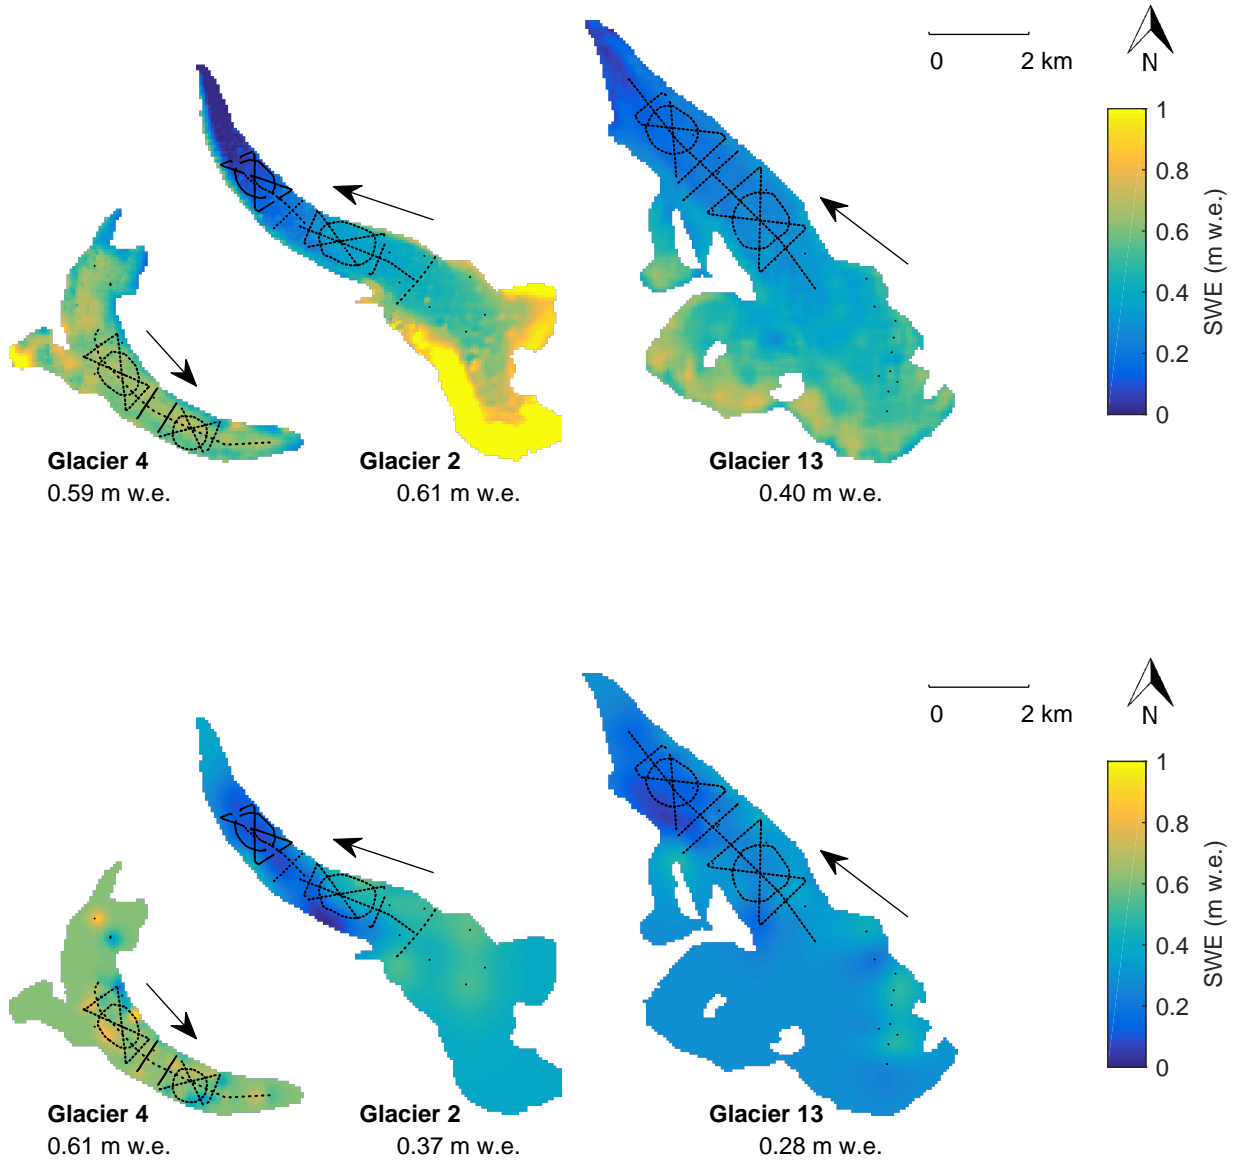 0 2 km
N
1
0.8
0.6
0.4
0.2
0
SWE (m w.e.)
Glacier 4 Glacier 2 Glacier 13
0.59 m w.e. 0.61 m w.e. 0.40 m w.e.
0 2 km
N
1
0.8
0.6
0.4
0.2
0
SWE (m w.e.)
Glacier 4 Glacier 2 Glacier 13
0.61 m w.e. 0.37 m w.e. 0.28 m w.e.